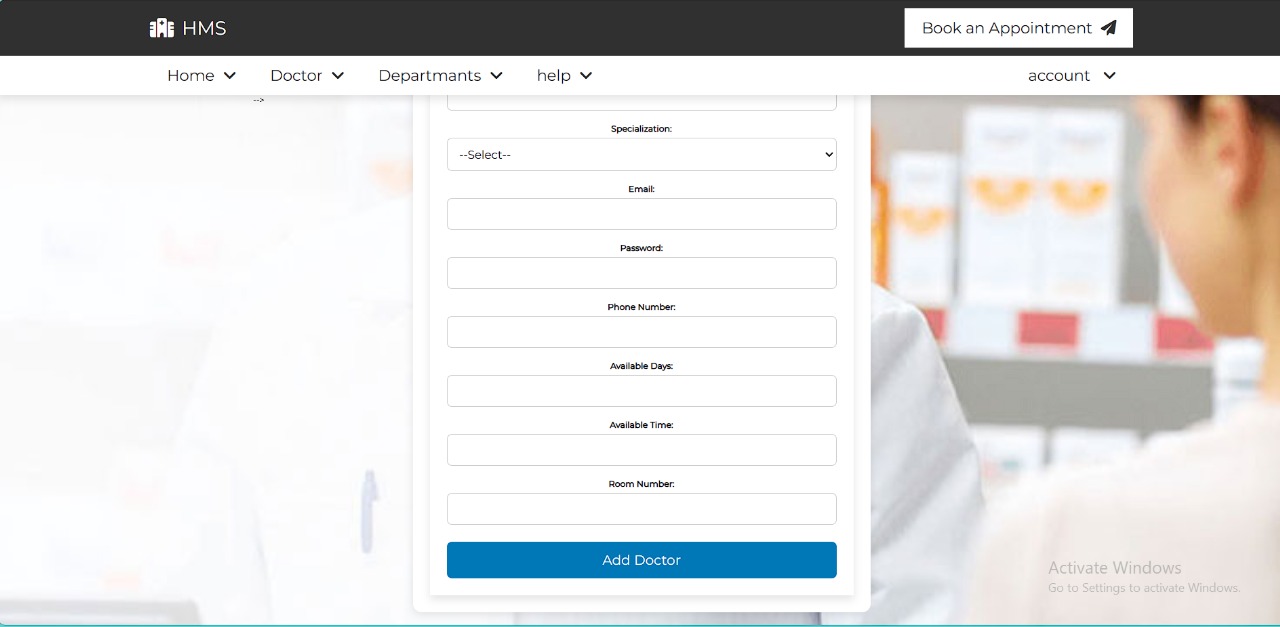 HMS
Book an Appointment
Home
Doctor
Departmants
help
account
-->
Specialization:
--Select--
Email:
Password:
Phone Number:
Available Days:
Available Time:
Room Number:
Add Doctor
Activate Windows
Go to Settings to activate Windows.